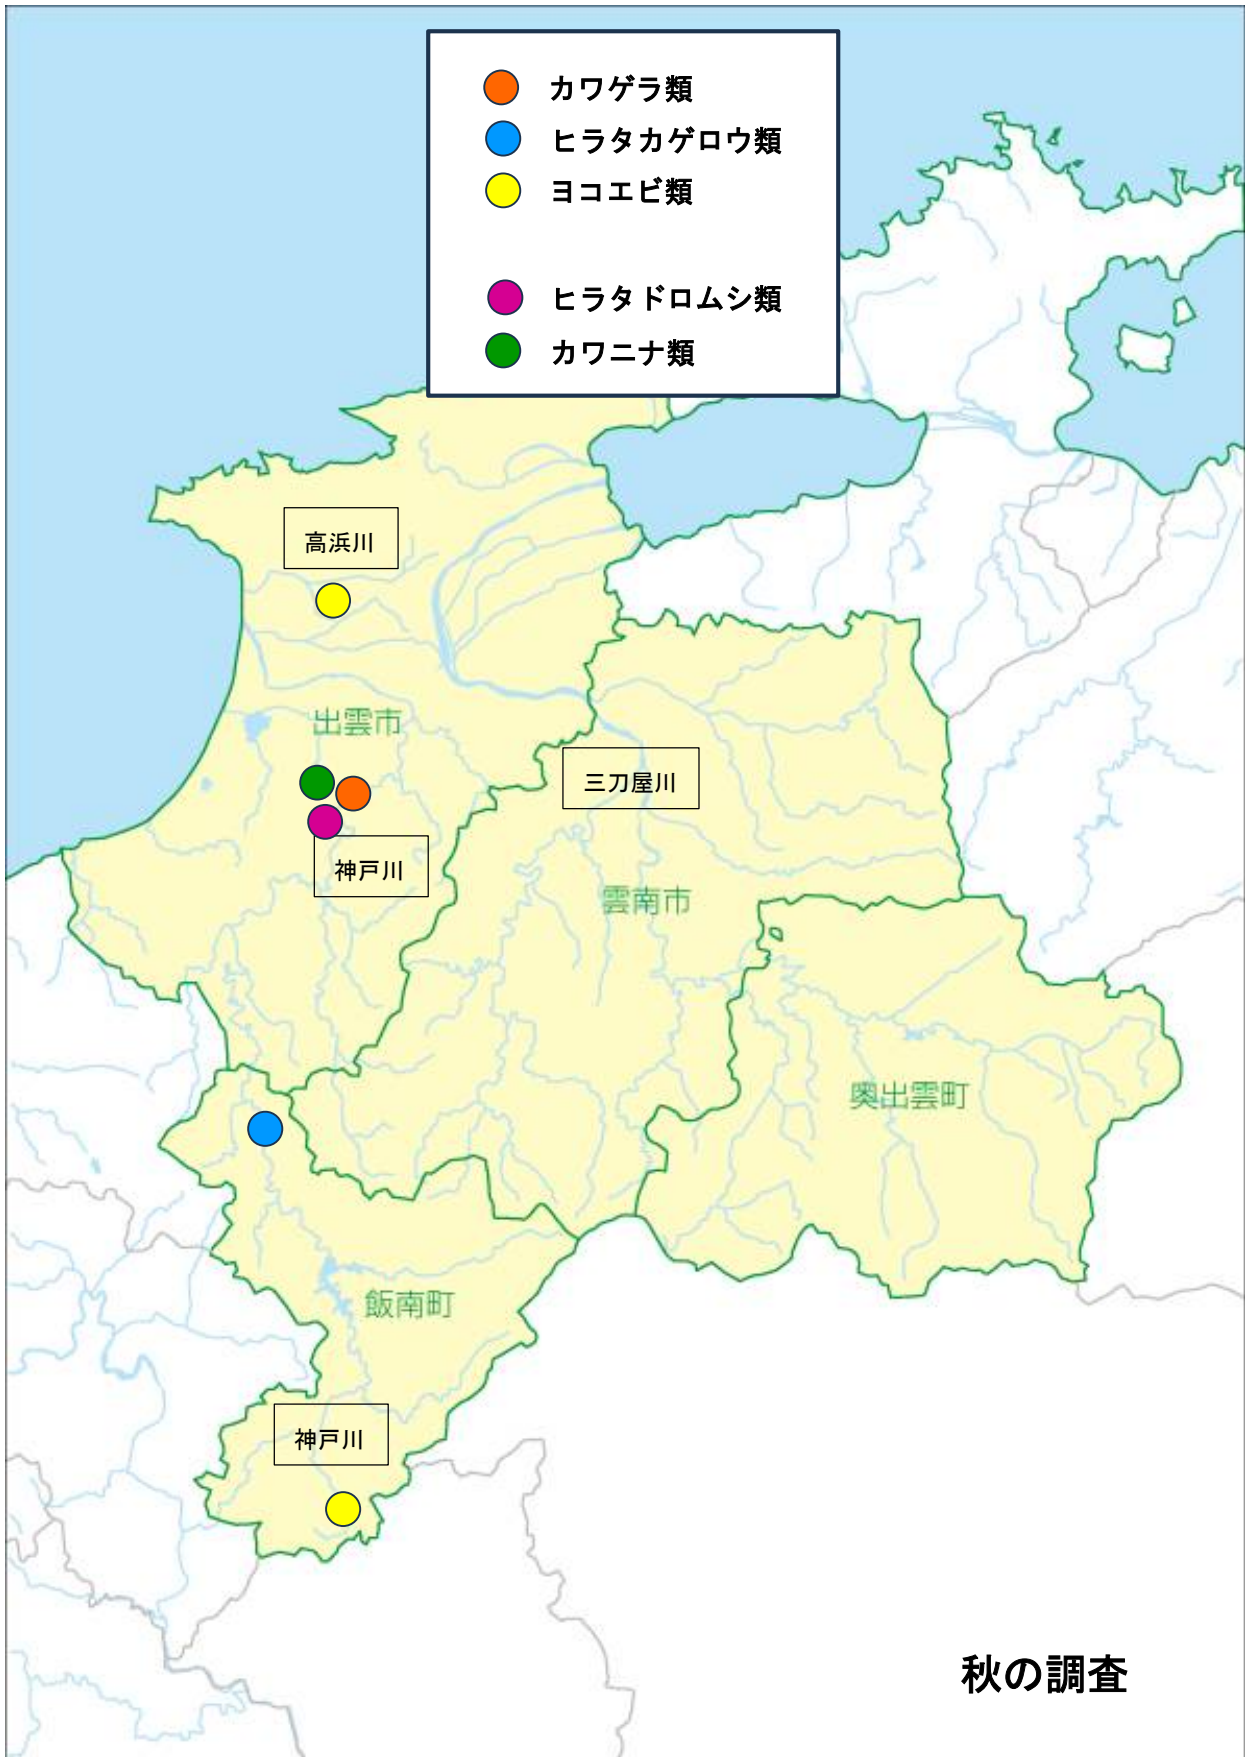 カワゲラ類
ヒラタカゲロウ類
ヨコエビ類
ヒラタドロムシ類
カワニナ類
高浜川
出雲市
三刀屋川
神戸川
雲南市
奥出雲町
飯南町
神戸川
秋の調査